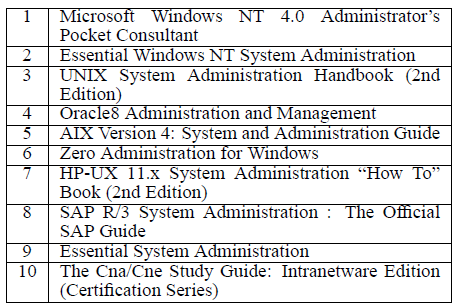 1 Microsoft Windows NT 4.0 Administrator's
Pocket Consultant
2 Essential Windows NT System Administration
3 UNIX System Administration Handbook (2nd
Edition)
4 Oracle8 Administration and Management
5 AIX Version 4: System and Administration Guide
6 Zero Administration for Windows
7 HP-UX 11.x System Administration “How To”
Book (2nd Edition)
8 SAP R/3 System Administration : The Official
SAP Guide
9 Essential System Administration
10 The Cna/Cne Study Guide: Intranetware Edition
(Certification Series)